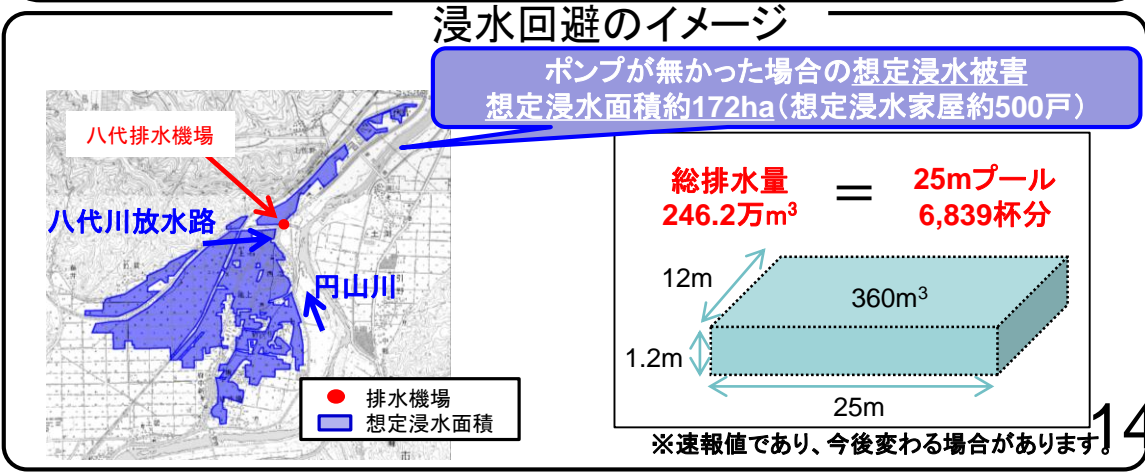 浸水回避のイメージ
ポンプが無かった場合の想定浸水被害
想定浸水面積約172ha(想定浸水家屋約500戸)
八代排水機場
八代川放水路
円山川
排水機場
想定浸水面積
総排水量
246.2万m³
=
25mプール
6,839杯分
12m
360m³
1.2m
25m
※速報値であり、今後変わる場合があります。
14